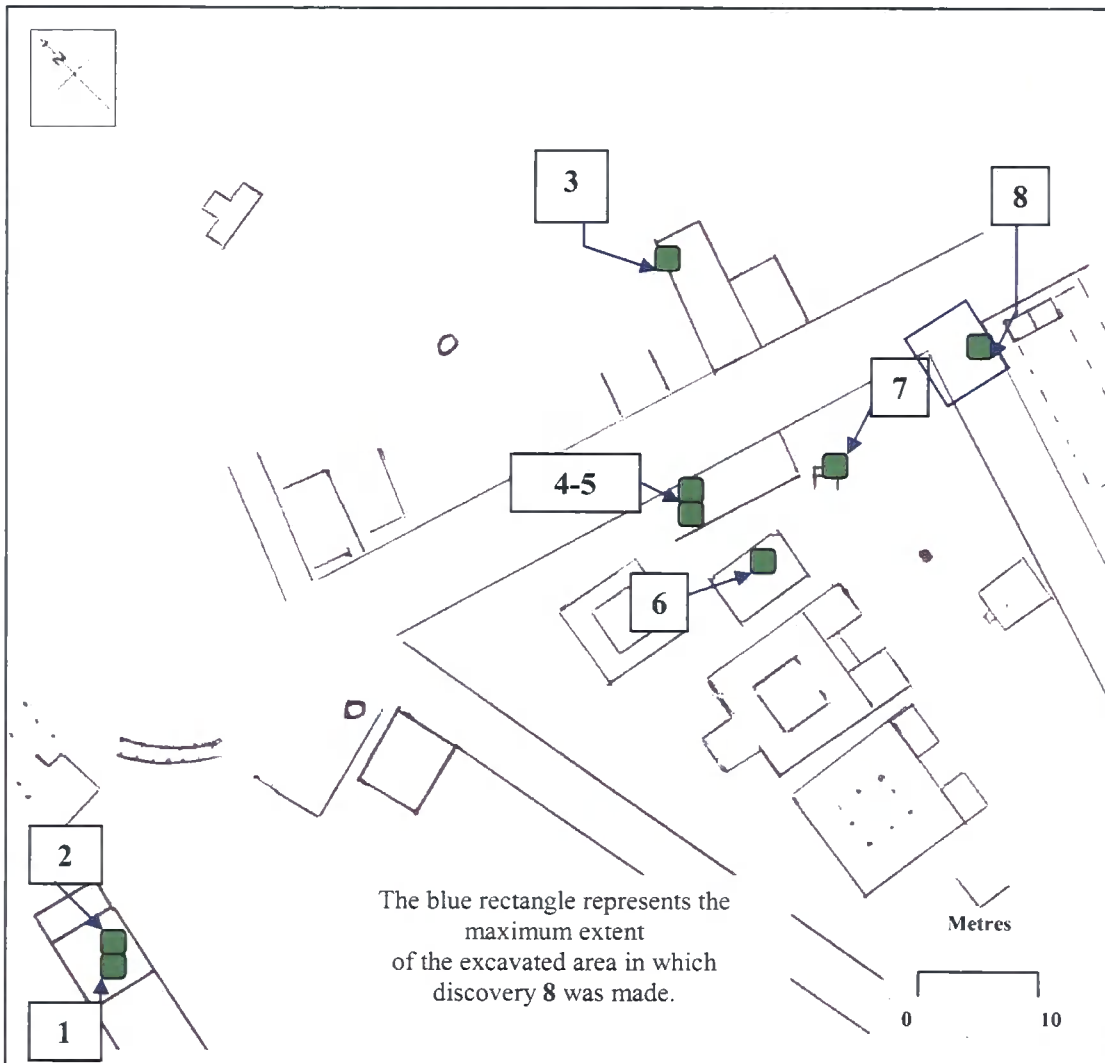 N
3
8
7
4-5
6
2
The blue rectangle represents the
maximum extent
of the excavated area in which
discovery 8 was made.
Metres
1
0 10